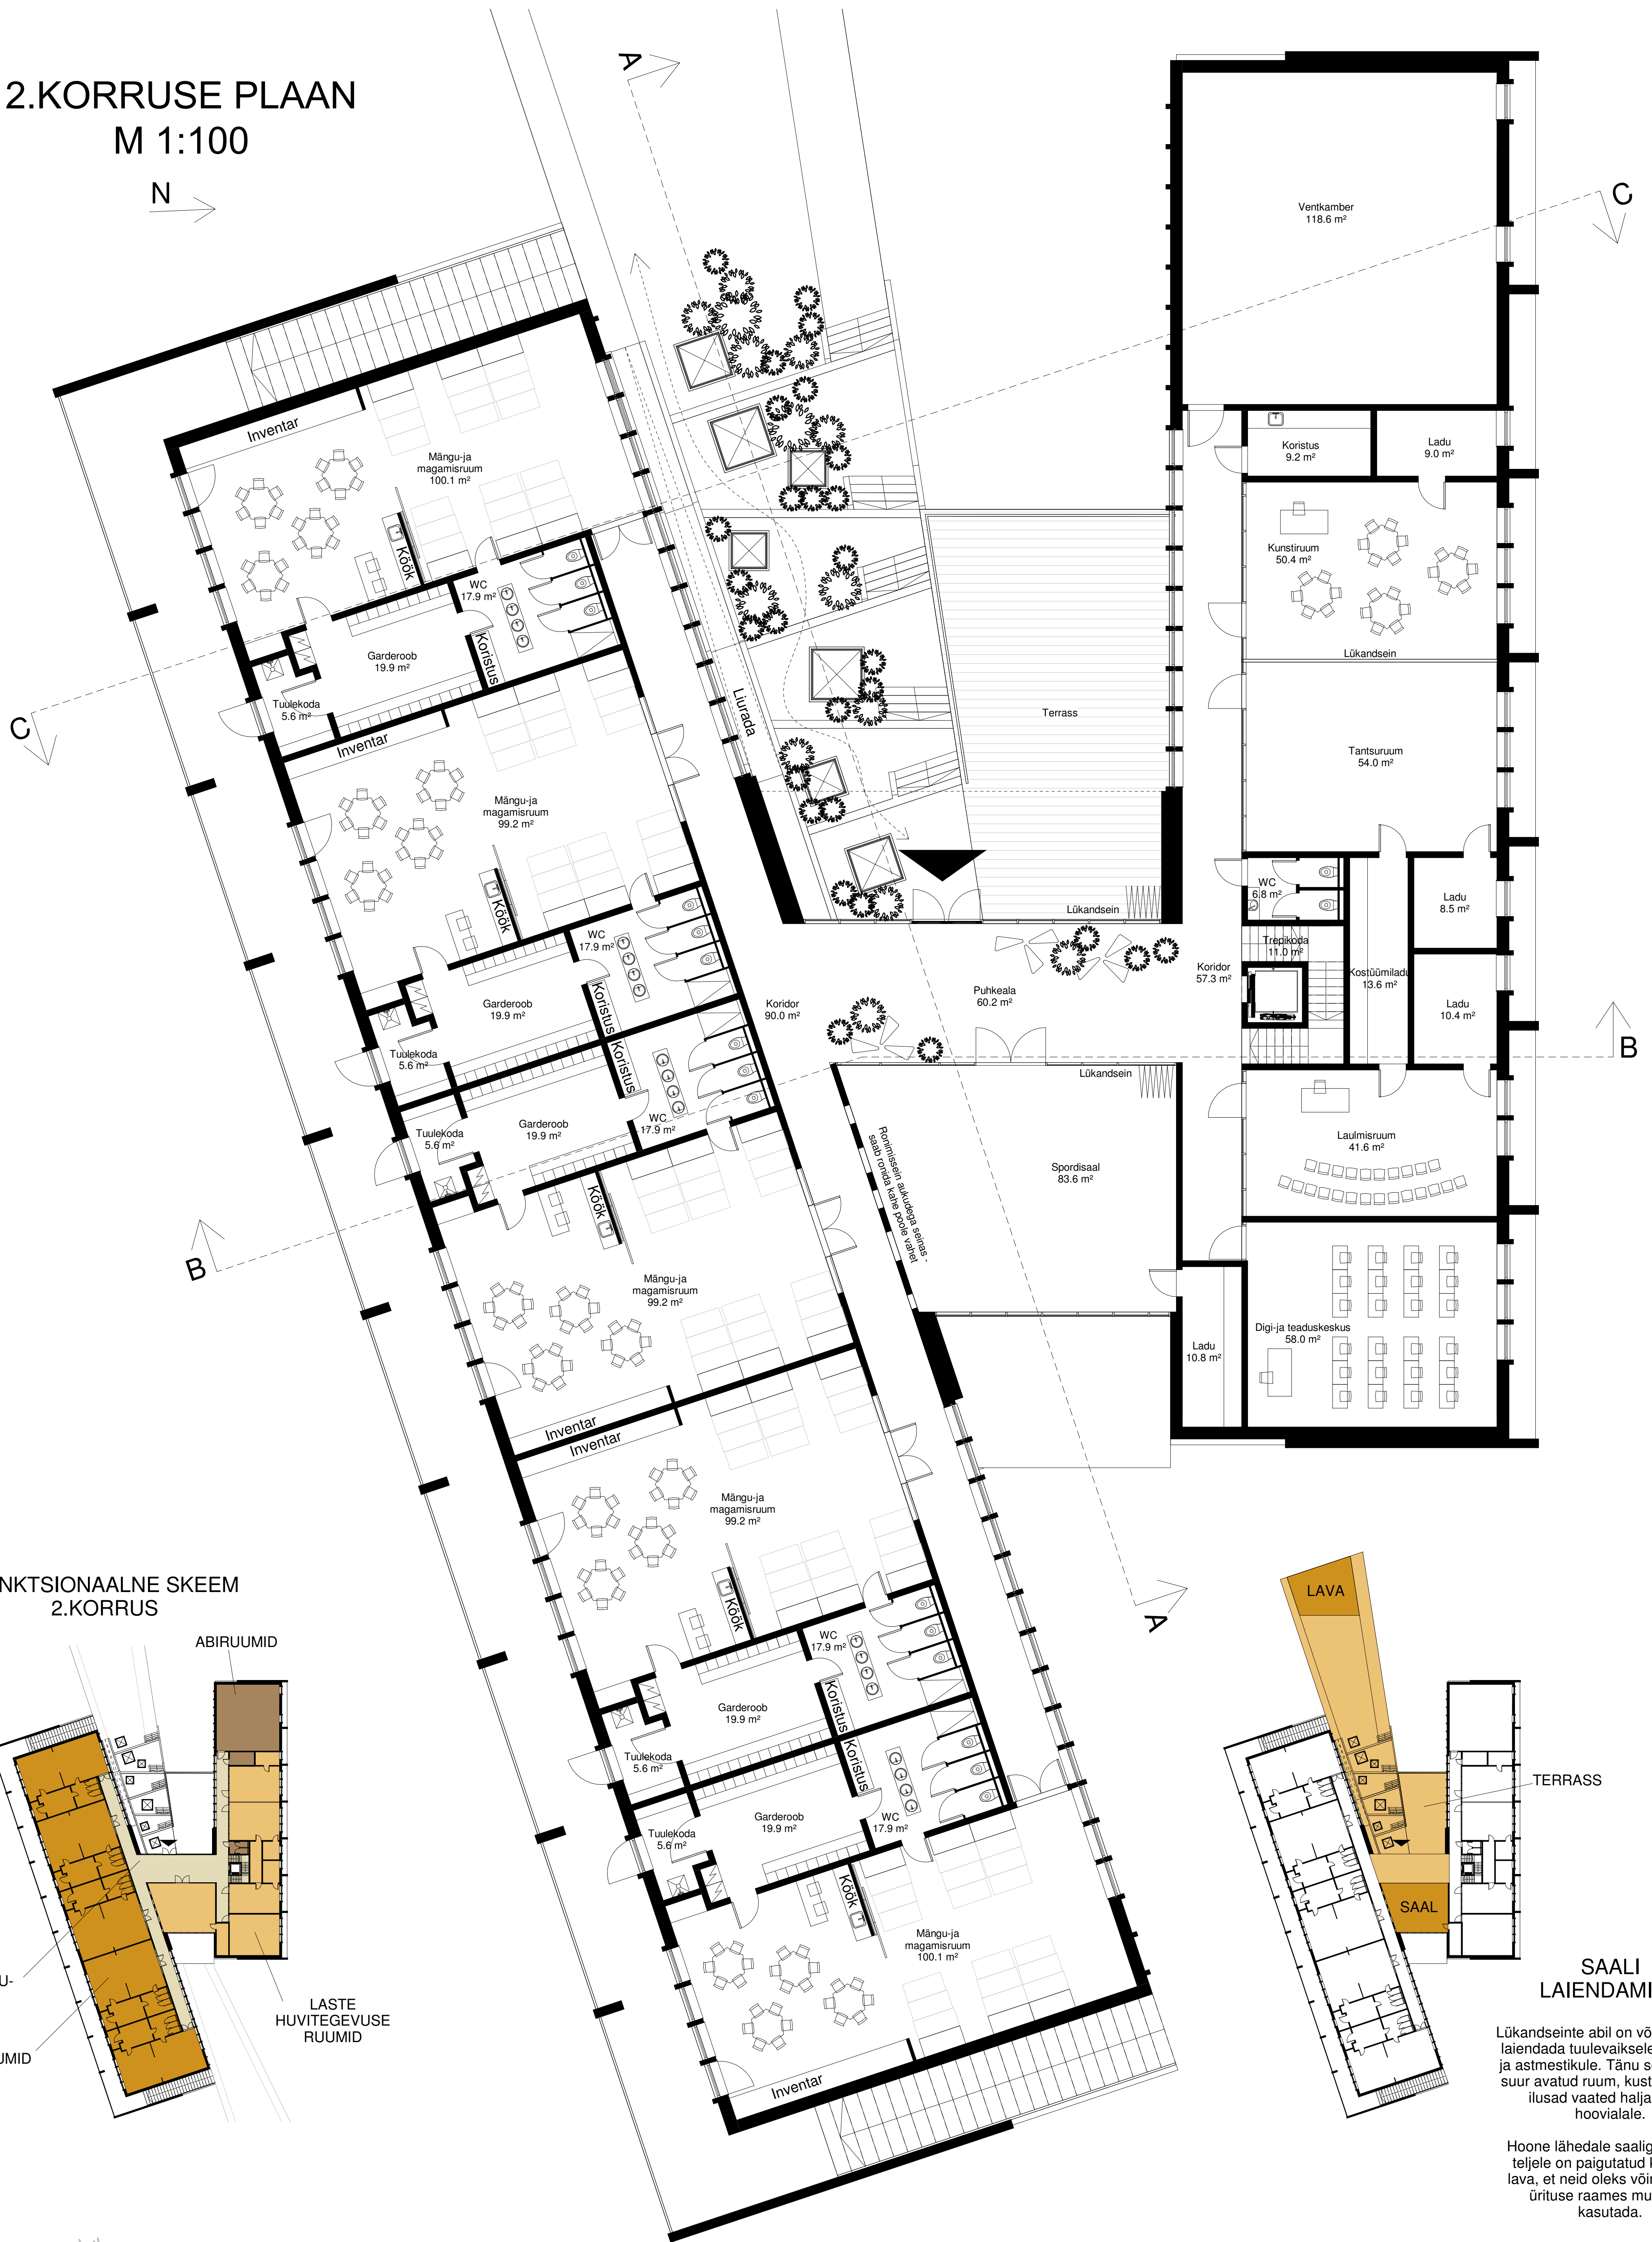 2.KORRUSE PLAAN
M 1:100
N
A
C
Ventkamber
118.6 m²
Koristus
9.2 m²
Ladu
9.0 m²
Kunstiruum
50.4 m²
Lükandsein
Tantsuruum
54.0 m²
WC
6.8 m²
Ladu
8.5 m²
Trepikoda
11.0 m²
Kostüümiladu
13.6 m²
Ladu
10.4 m²
Koridor
57.3 m²
B
Laulmisruum
41.6 m²
Digi-ja teaduskeskus
58.0 m²
Ladu
10.8 m²
Terrass
Lükandsein
Puhkeala
60.2 m²
Lükandsein
Spordisaal
83.6 m²
Ronimissein aukudega seinas -
saab ronida kahe poole vahet
Liurada
Koridor
90.0 m²
Inventar
Mängu-ja
magamisruum
100.1 m²
Köök
WC
17.9 m²
Koristus
Garderoob
19.9 m²
Tuulekoda
5.6 m²
C
Inventar
Mängu-ja
magamisruum
99.2 m²
Köök
WC
17.9 m²
Koristus
Garderoob
19.9 m²
Tuulekoda
5.6 m²
Koristus
WC
17.9 m²
Garderoob
19.9 m²
Tuulekoda
5.6 m²
Köök
B
Mängu-ja
magamisruum
99.2 m²
Inventar
Inventar
Mängu-ja
magamisruum
99.2 m²
Köök
WC
17.9 m²
Koristus
Garderoob
19.9 m²
Tuulekoda
5.6 m²
Koristus
WC
17.9 m²
Garderoob
19.9 m²
Tuulekoda
5.6 m²
Köök
Mängu-ja
magamisruum
100.1 m²
Inventar
A
NKTSIONAALNE SKEEM
2.KORRUS
ABIRUUMID
U-
UMID
LASTE
HUVITEGEVUSE
RUUMID
LAVA
TERRASS
SAAL
SAALI
LAIENDAMI
Lükandseinte abil on võ
laiendada tuulevaiksele
ja astmestikule. Tänu s
suur avatud ruum, kust
ilusad vaated halja
hoovialale.
Hoone lähedale saalig
teljele on paigutatud
lava, et neid oleks või
ürituse raames mu
kasutada.